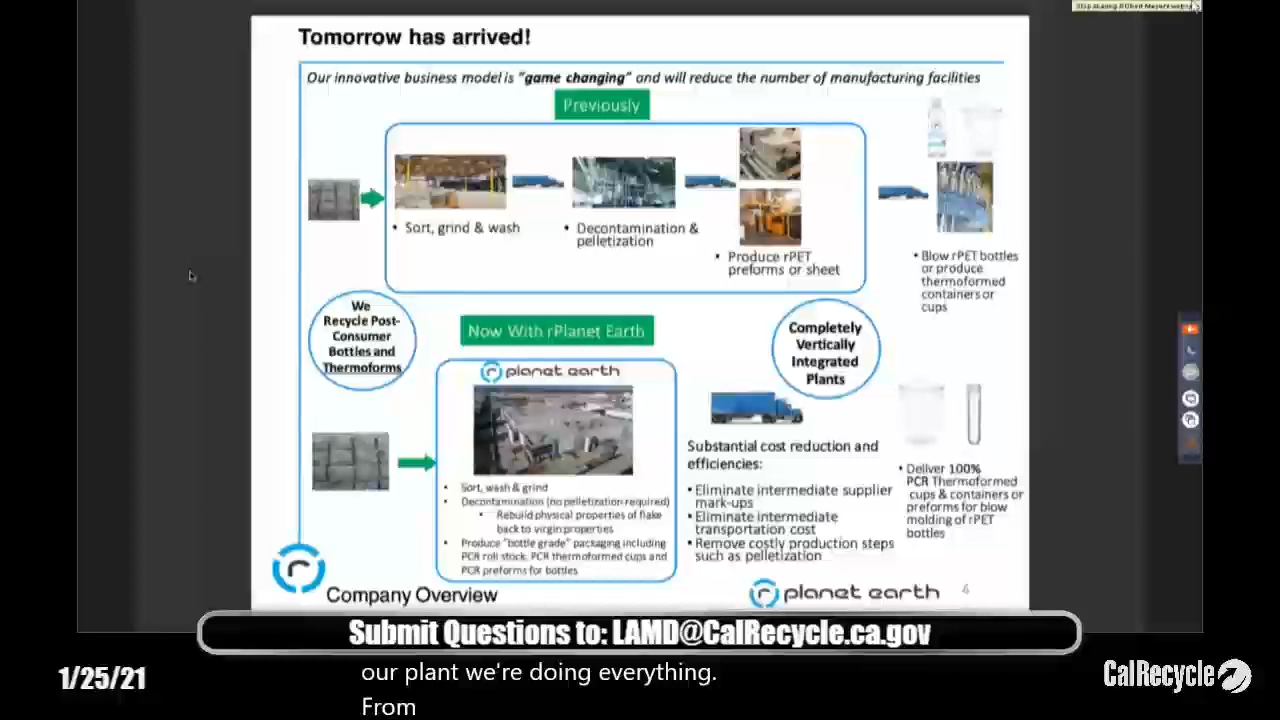 Tomorrow has arrived!
Our innovative business model is "game changing" and will reduce the number of manufacturing facilities
Previously
• Sort, grind & wash
• Decontamination &
pelletization
• Produce rPET
preforms or sheet
• Blow rPET bottles
or produce
thermoformed
containers or
cups
We
Recycle Post-
Consumer
Bottles and
Thermoforms
Now With rPlanet Earth
Completely
Vertically
Integrated
Plants
planet earth
• Sort, wash & grind
• Decontamination (no pelletization required)
• Rebuild physical properties of flake
back to virgin properties
• Produce "bottle grade" packaging including
PCR roll stock, PCR thermoformed cups and
PCR preforms for bottles
Substantial cost reduction and
efficiencies:
• Eliminate intermediate supplier
mark-ups
• Eliminate intermediate
transportation cost
• Remove costly production steps
such as pelletization
• Deliver 100%
PCR Thermoformed
cups & containers or
preforms for blow
molding of rPET
bottles
r
Company Overview
r planet earth
4
Submit Questions to: LAMD@CalRecycle.ca.gov
1/25/21
our plant we're doing everything.
From
CalRecycle